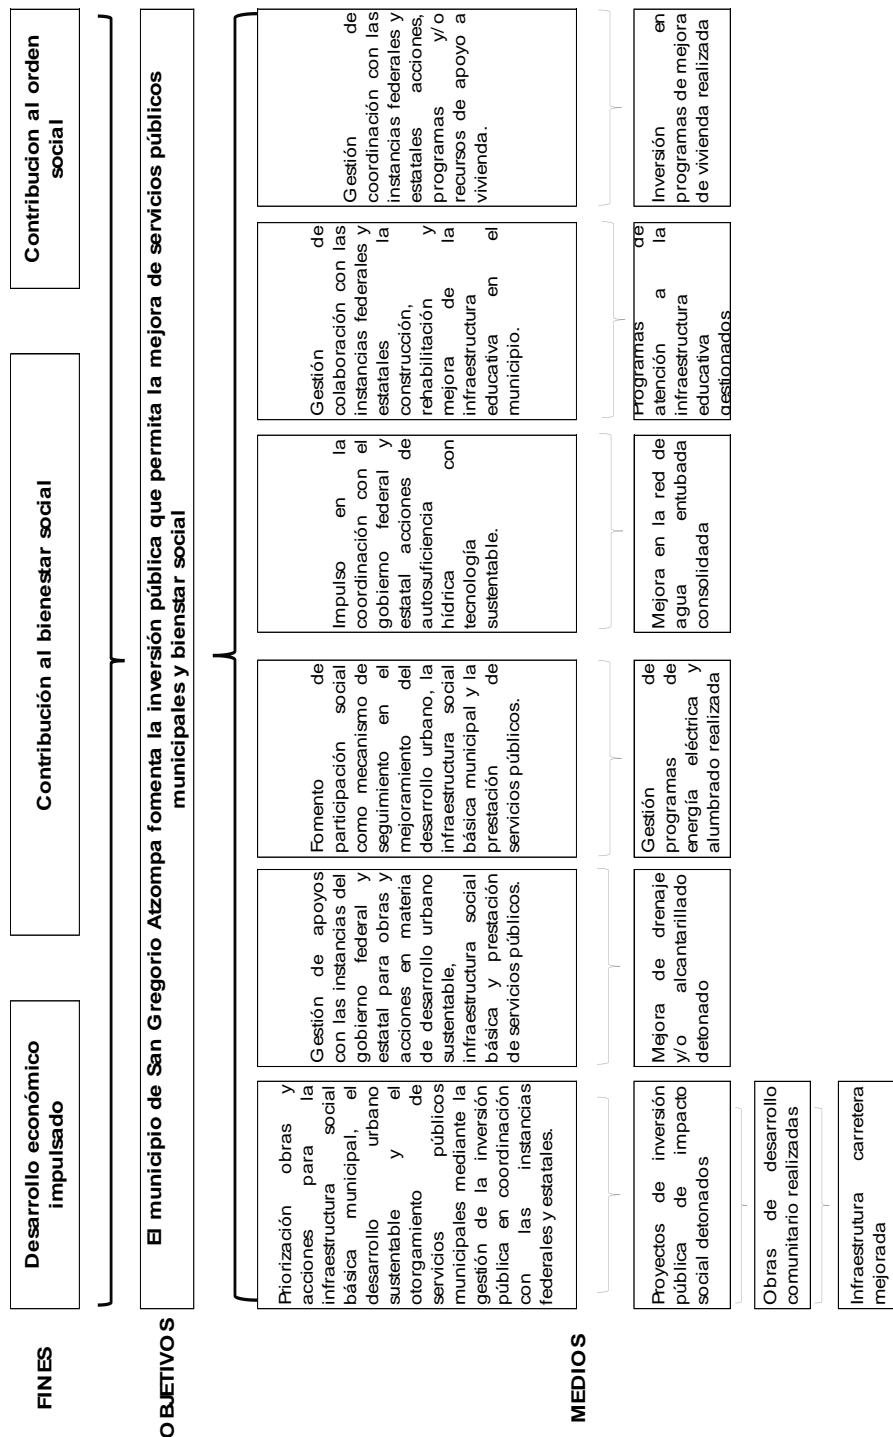 FINES
Desarrollo económico
impulsado
Contribución al bienestar social
Contribucion al orden
social
OBJETIVOS
El municipio de San Gregorio Atzompa fomenta la inversión pública que permita la mejora de servicios públicos
municipales y bienstar social
MEDIOS
Priorización obras y
acciones para la
infraestructura social
básica municipal, el
desarrollo urbano
sustentable y el
otorgamiento de
servicios públicos
municipales mediante la
gestión de la inversión
pública en coordinación
con las instancias
federales y estatales.
Gestión de apoyos
con las instancias del
gobierno federal y
estatal para obras y
acciones en materia
de desarrollo urbano
sustentable,
infraestructura social
básica y prestación
de servicios públicos.
Fomento de
participación social
como mecanismo de
seguimiento en el
mejoramiento del
desarrollo urbano, la
infraestructura social
básica municipal y la
prestación de
servicios públicos.
Impulso en la
coordinación con el
gobierno federal y
estatal acciones de
autosuficiencia
hídrica con
tecnología
sustentable.
Gestión de
colaboración con las
instancias federales y
estatales la
construcción,
rehabilitación y
mejora de la
infraestructura
educativa en el
municipio.
Gestión de
coordinación con las
instancias federales y
estatales acciones,
programas y/o
recursos de apoyo a
vivienda.
Proyectos de inversión
pública de impacto
social detonados
Mejora de drenaje
y/o alcantarillado
detonado
Gestión de
programas de
energía eléctrica y
alumbrado realizada
Mejora en la red de
agua entubada
consolidada
Programas de
atención a la
infraestructura
educativa
gestionados
Inversión en
programas de mejora
de vivienda realizada
Obras de desarrollo
comunitario realizadas
Infraestrutura carretera
mejorada